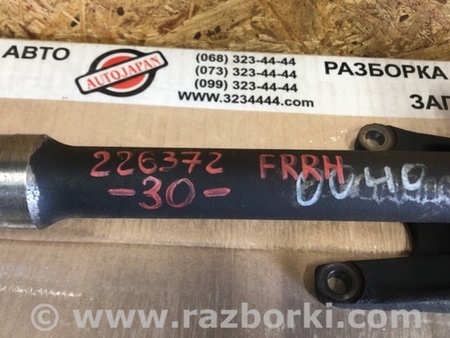 АВТО
AUTOJAPAN
(068) 323-44-44
(073) 323-44-44
(099) 323-44-44
www.3234444.com
РАЗБОРКА
ЗАП
226372 FRRH
-30-
0040
© www.razborki.com